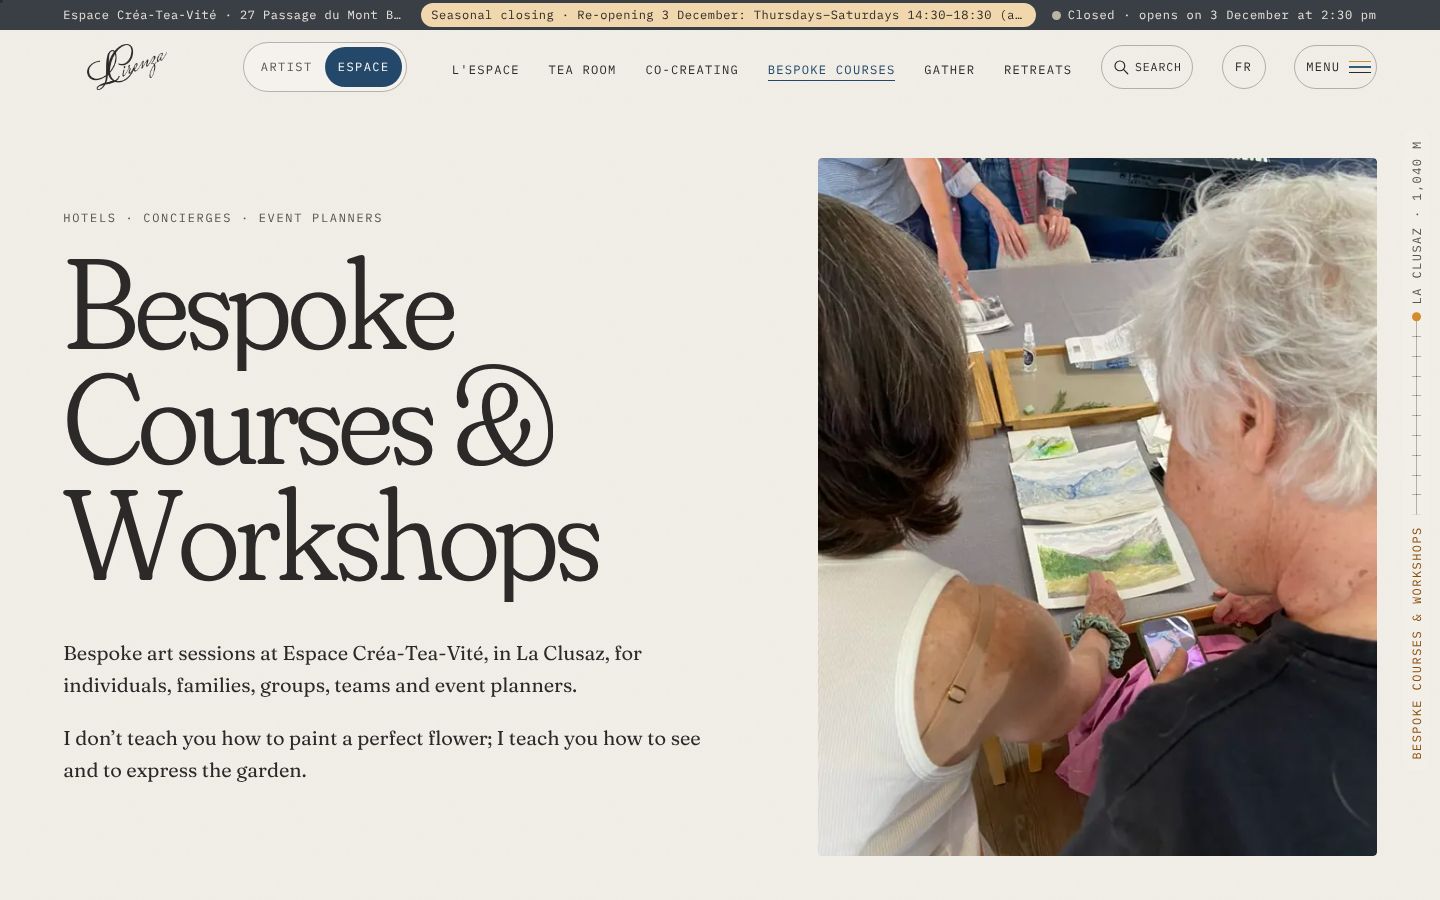 Espace Créa-Tea-Vité · 27 Passage du Mont B…
Seasonal closing · Re-opening 3 December: Thursdays–Saturdays 14:30–18:30 (a…
Closed · opens on 3 December at 2:30 pm
Lirenza
ARTIST
ESPACE
L'ESPACE
TEA ROOM
CO-CREATING
BESPOKE COURSES
GATHER
RETREATS
SEARCH
FR
MENU
HOTELS · CONCIERGES · EVENT PLANNERS
Bespoke
Courses &
Workshops
Bespoke art sessions at Espace Créa-Tea-Vité, in La Clusaz, for
individuals, families, groups, teams and event planners.
I don’t teach you how to paint a perfect flower; I teach you how to see
and to express the garden.
LA CLUSAZ · 1,040 M
BESPOKE COURSES & WORKSHOPS